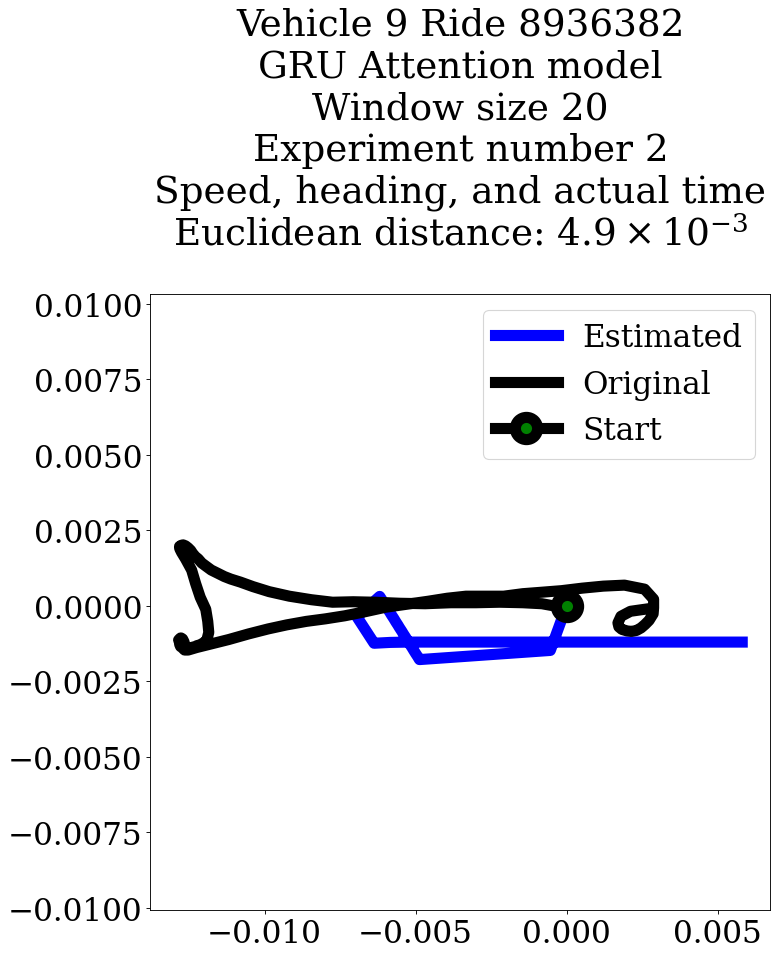 Vehicle 9 Ride 8936382
GRU Attention model
Window size 20
Experiment number 2
Speed, heading, and actual time
Euclidean distance: 4.9 × 10⁻³
Estimated
Original
Start
0.0100
0.0075
0.0050
0.0025
0.0000
−0.0025
−0.0050
−0.0075
−0.0100
−0.010
−0.005
0.000
0.005